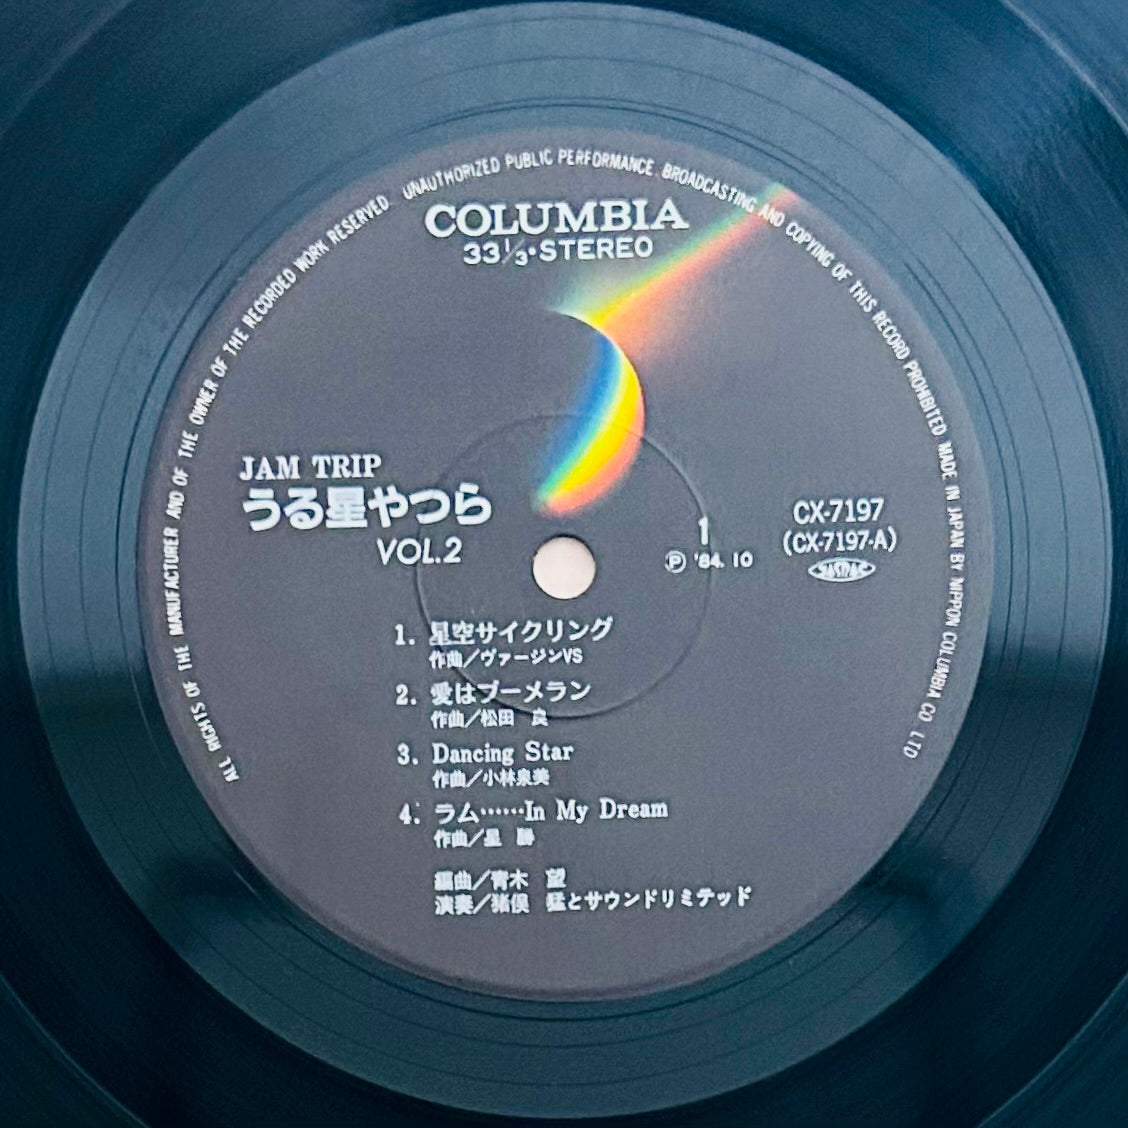 ALL RIGHTS OF THE MANUFACTURER AND OF THE OWNER OF THE RECORDED WORK RESERVED. UNAUTHORIZED PUBLIC PERFORMANCE. BROADCASTING AND COPYING OF THIS RECORD PROHIBITED MADE IN JAPAN BY NIPPON COLUMBIA CO LTD
COLUMBIA
33 1/3•STEREO
JAM TRIP
うる星やつら
VOL.2
1
Ⓟ '84. 10
CX-7197
(CX-7197-A)
JASRAC
1. 星空サイクリング
作曲／ヴァージンVS
2. 愛はブーメラン
作曲／松田 良
3. Dancing Star
作曲／小林泉美
4. ラム……In My Dream
作曲／星 勝
編曲／青木 望
演奏／猪俣 猛とサウンドリミテッド